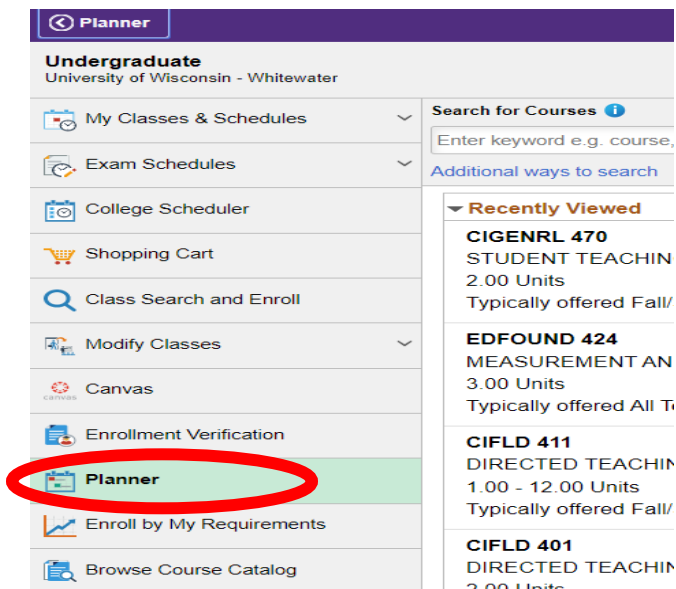 Planner
Undergraduate
University of Wisconsin - Whitewater
My Classes & Schedules
Exam Schedules
College Scheduler
Shopping Cart
Class Search and Enroll
Modify Classes
canvas
Canvas
Enrollment Verification
Planner
Enroll by My Requirements
Browse Course Catalog
Search for Courses
Enter keyword e.g. course,
Additional ways to search
Recently Viewed
CIGENRL 470
STUDENT TEACHIN
2.00 Units
Typically offered Fall/
EDFOUND 424
MEASUREMENT AN
3.00 Units
Typically offered All T
CIFLD 411
DIRECTED TEACHIN
1.00 - 12.00 Units
Typically offered Fall/
CIFLD 401
DIRECTED TEACHIN
2.00 Units